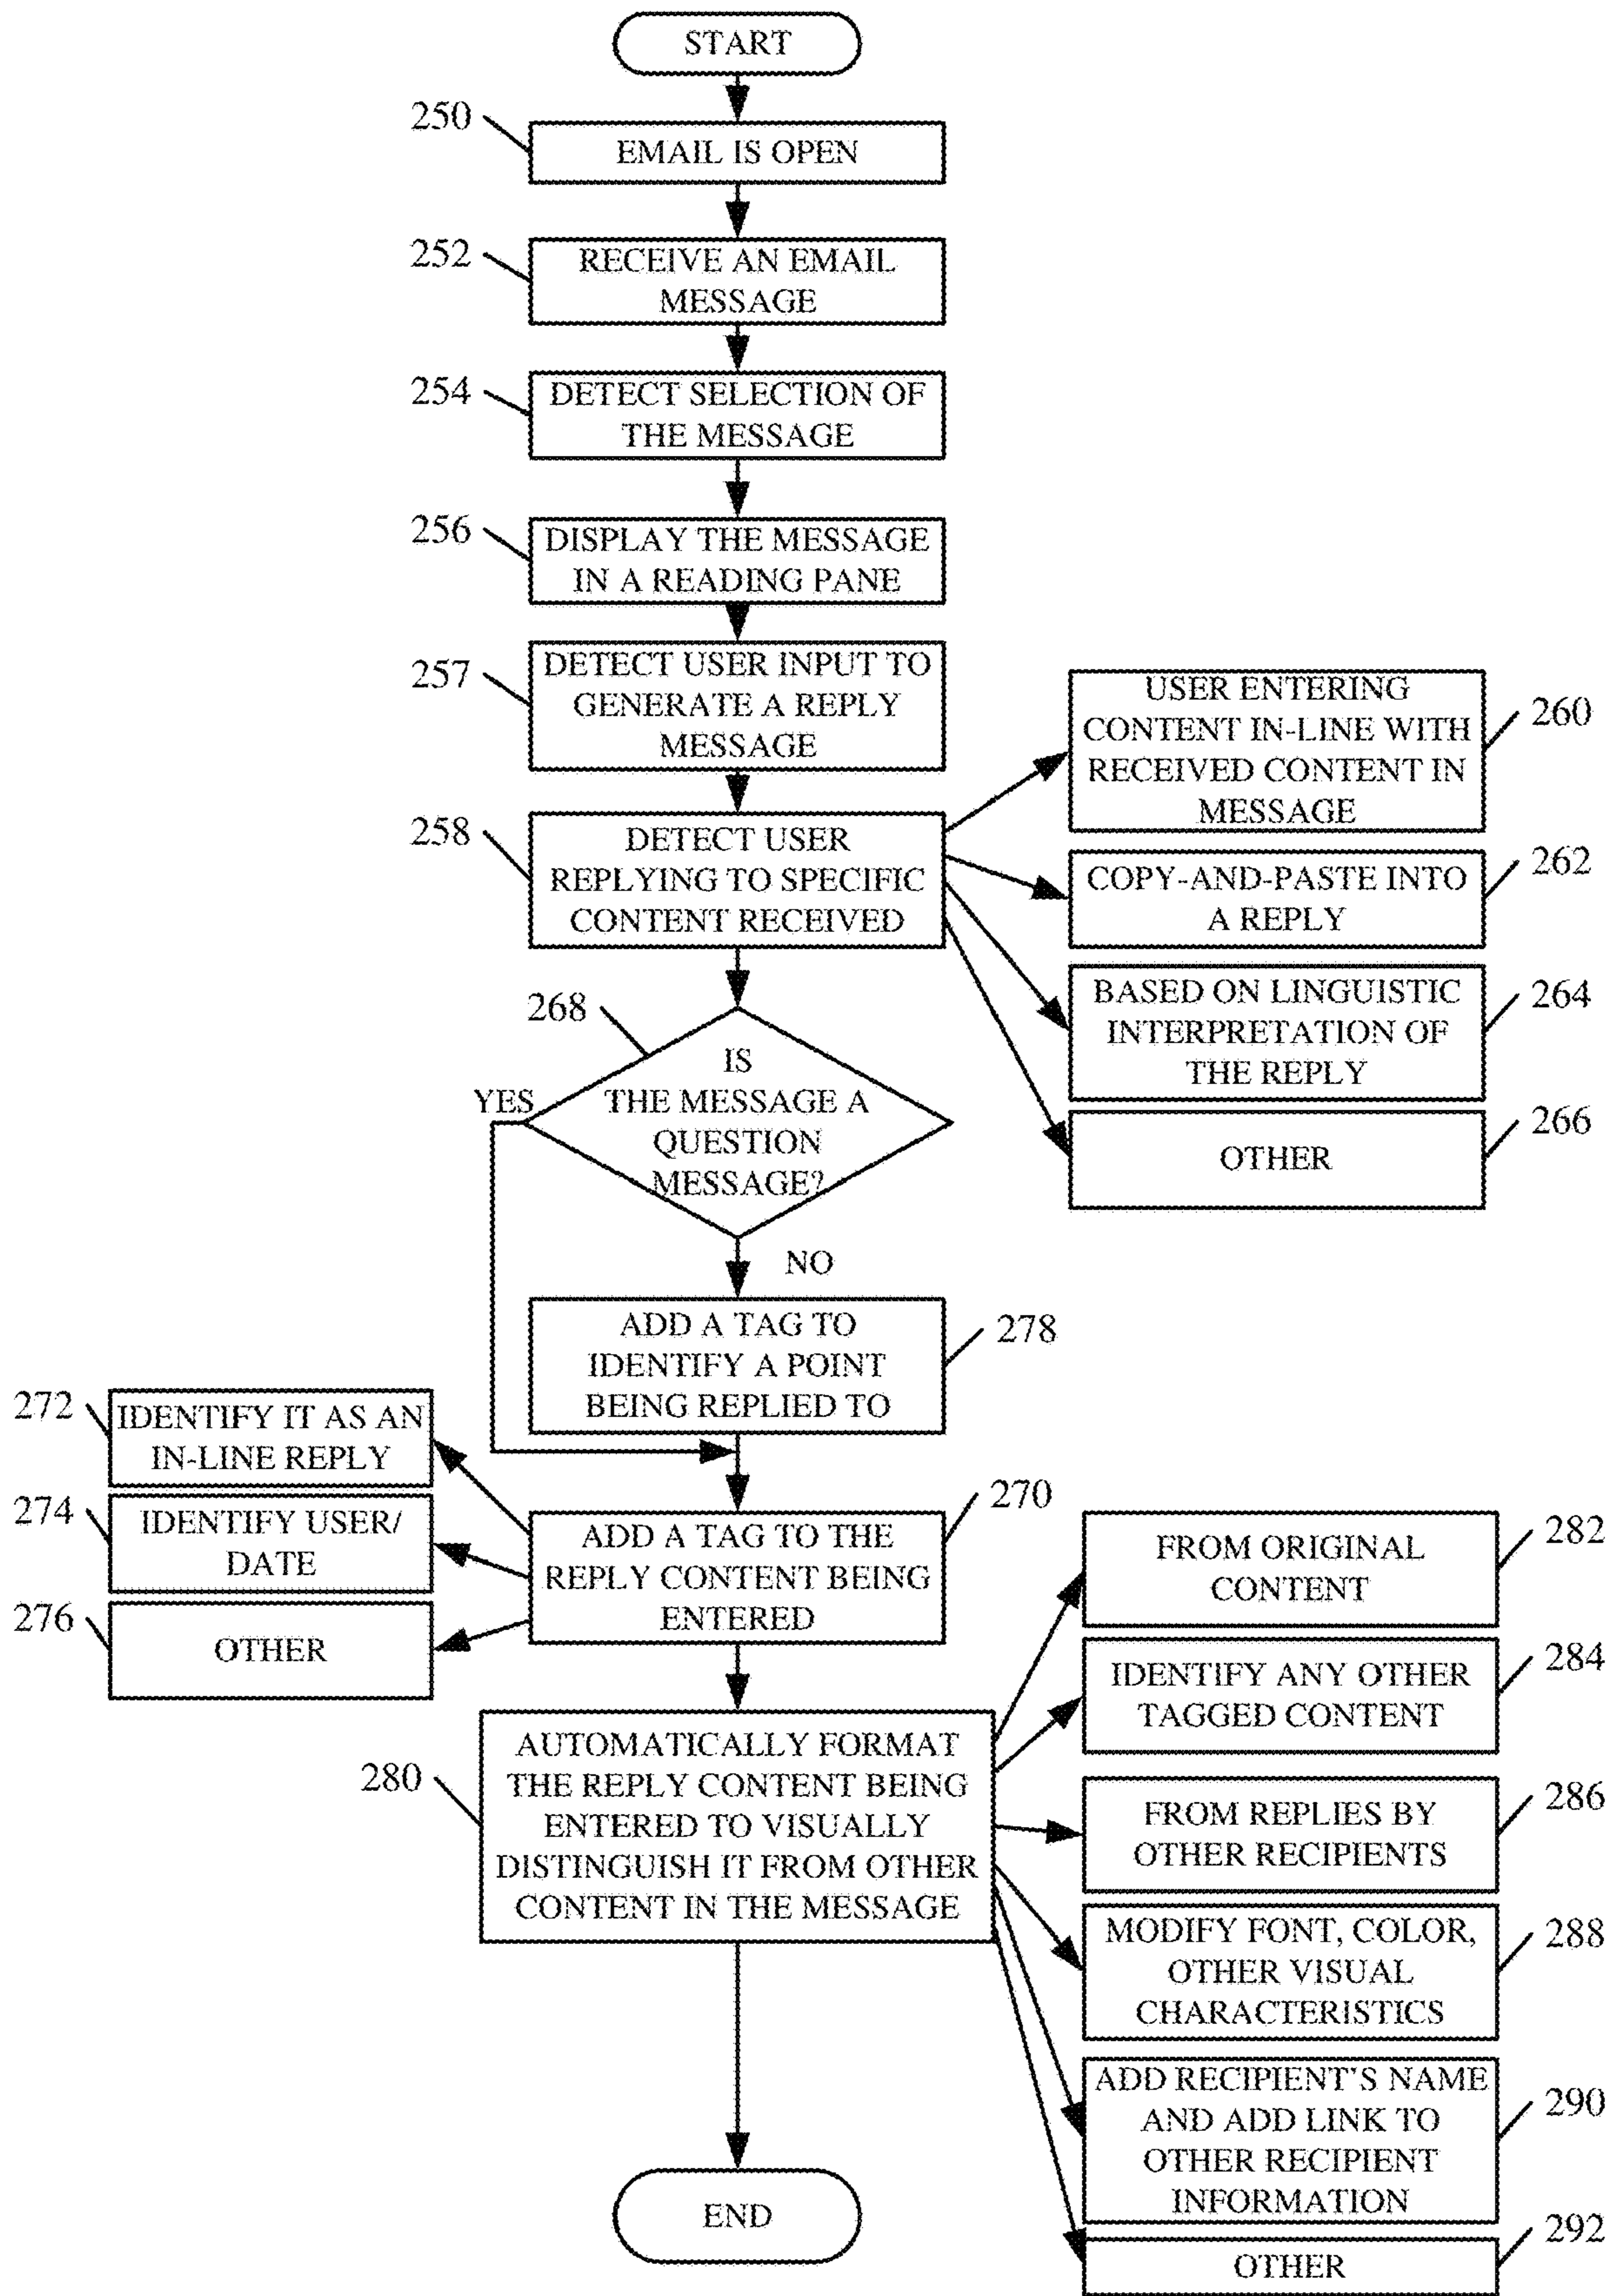 START
250
EMAIL IS OPEN
252
RECEIVE AN EMAIL
MESSAGE
254
DETECT SELECTION OF
THE MESSAGE
256
DISPLAY THE MESSAGE
IN A READING PANE
257
DETECT USER INPUT TO
GENERATE A REPLY
MESSAGE
258
DETECT USER
REPLYING TO SPECIFIC
CONTENT RECEIVED
USER ENTERING
CONTENT IN-LINE WITH
RECEIVED CONTENT IN
MESSAGE
260
COPY-AND-PASTE INTO
A REPLY
262
BASED ON LINGUISTIC
INTERPRETATION OF
THE REPLY
264
OTHER
266
268
IS
THE MESSAGE A
QUESTION
MESSAGE?
YES
NO
ADD A TAG TO
IDENTIFY A POINT
BEING REPLIED TO
278
272
IDENTIFY IT AS AN
IN-LINE REPLY
274
IDENTIFY USER/
DATE
276
OTHER
ADD A TAG TO THE
REPLY CONTENT BEING
ENTERED
270
280
AUTOMATICALLY FORMAT
THE REPLY CONTENT BEING
ENTERED TO VISUALLY
DISTINGUISH IT FROM OTHER
CONTENT IN THE MESSAGE
FROM ORIGINAL
CONTENT
282
IDENTIFY ANY OTHER
TAGGED CONTENT
284
FROM REPLIES BY
OTHER RECIPIENTS
286
MODIFY FONT, COLOR,
OTHER VISUAL
CHARACTERISTICS
288
ADD RECIPIENT'S NAME
AND ADD LINK TO
OTHER RECIPIENT
INFORMATION
290
OTHER
292
END